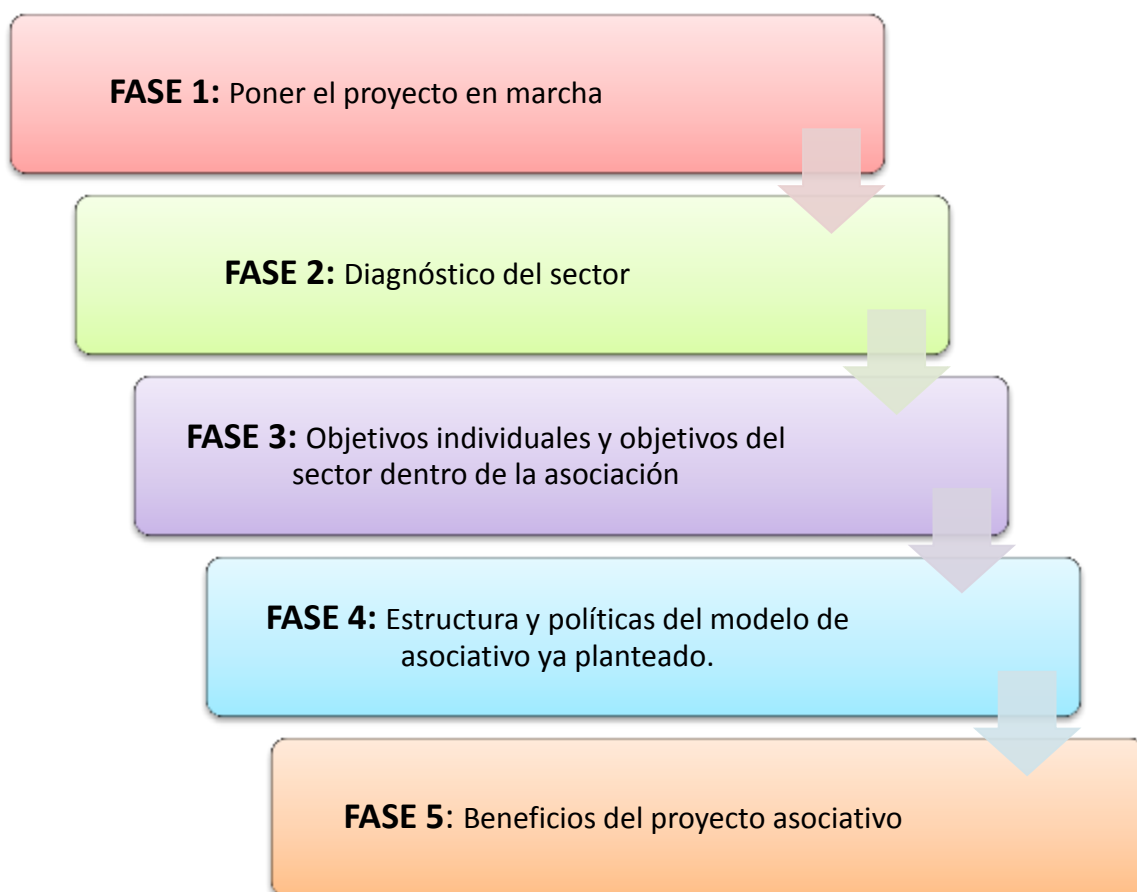 FASE 1: Poner el proyecto en marcha
FASE 2: Diagnóstico del sector
FASE 3: Objetivos individuales y objetivos del
sector dentro de la asociación
FASE 4: Estructura y políticas del modelo de
asociativo ya planteado.
FASE 5: Beneficios del proyecto asociativo